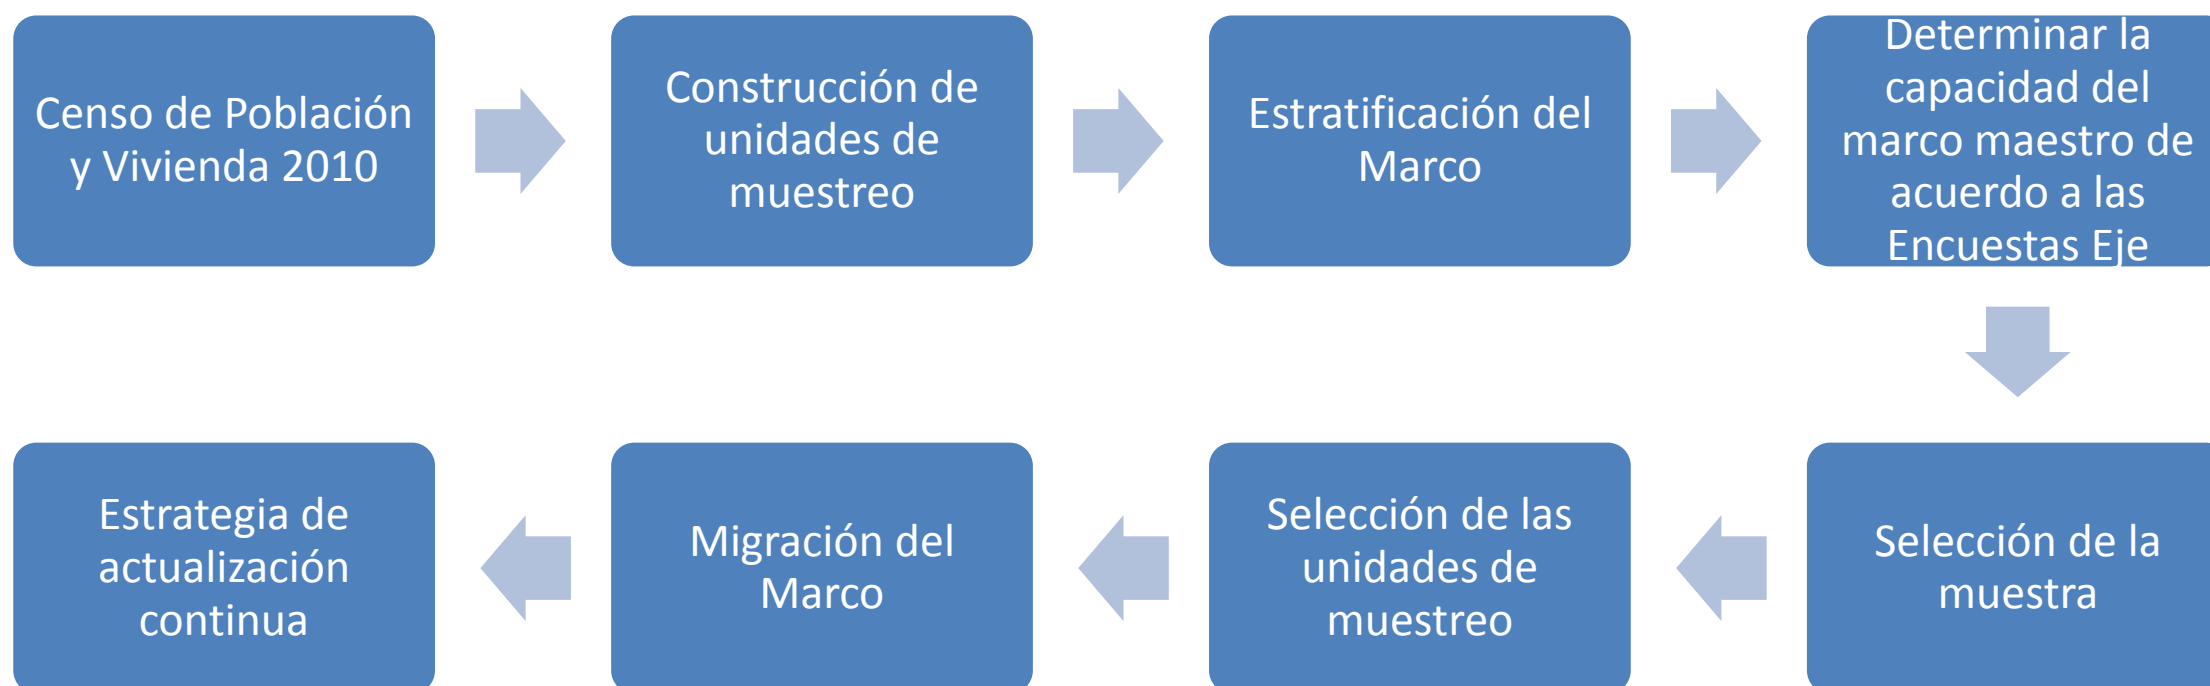 Censo de Población
y Vivienda 2010
Construcción de
unidades de
muestreo
Estratificación del
Marco
Determinar la
capacidad del
marco maestro de
acuerdo a las
Encuestas Eje
Selección de la
muestra
Selección de las
unidades de
muestreo
Migración del
Marco
Estrategia de
actualización
continua